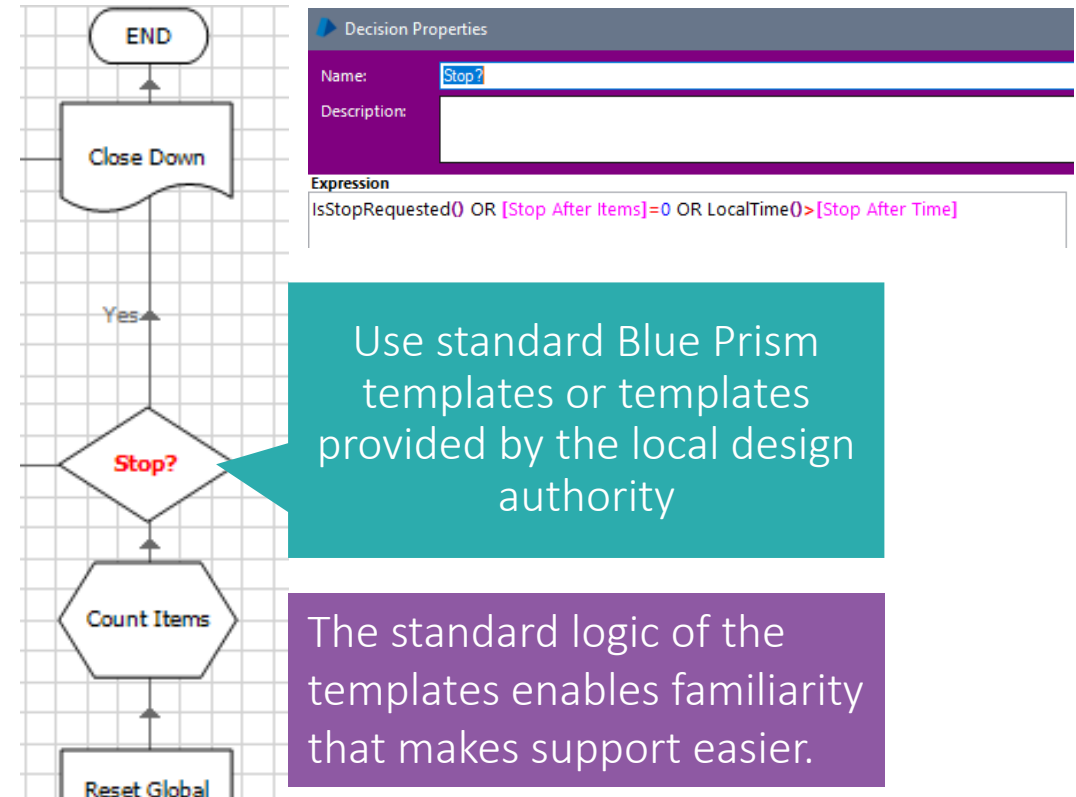 END
Close Down
Yes
Stop?
Count Items
Reset Global
Decision Properties
Name: Stop?
Description:
Expression
IsStopRequested() OR [Stop After Items]=0 OR LocalTime()>[Stop After Time]
Use standard Blue Prism
templates or templates
provided by the local design
authority
The standard logic of the
templates enables familiarity
that makes support easier.